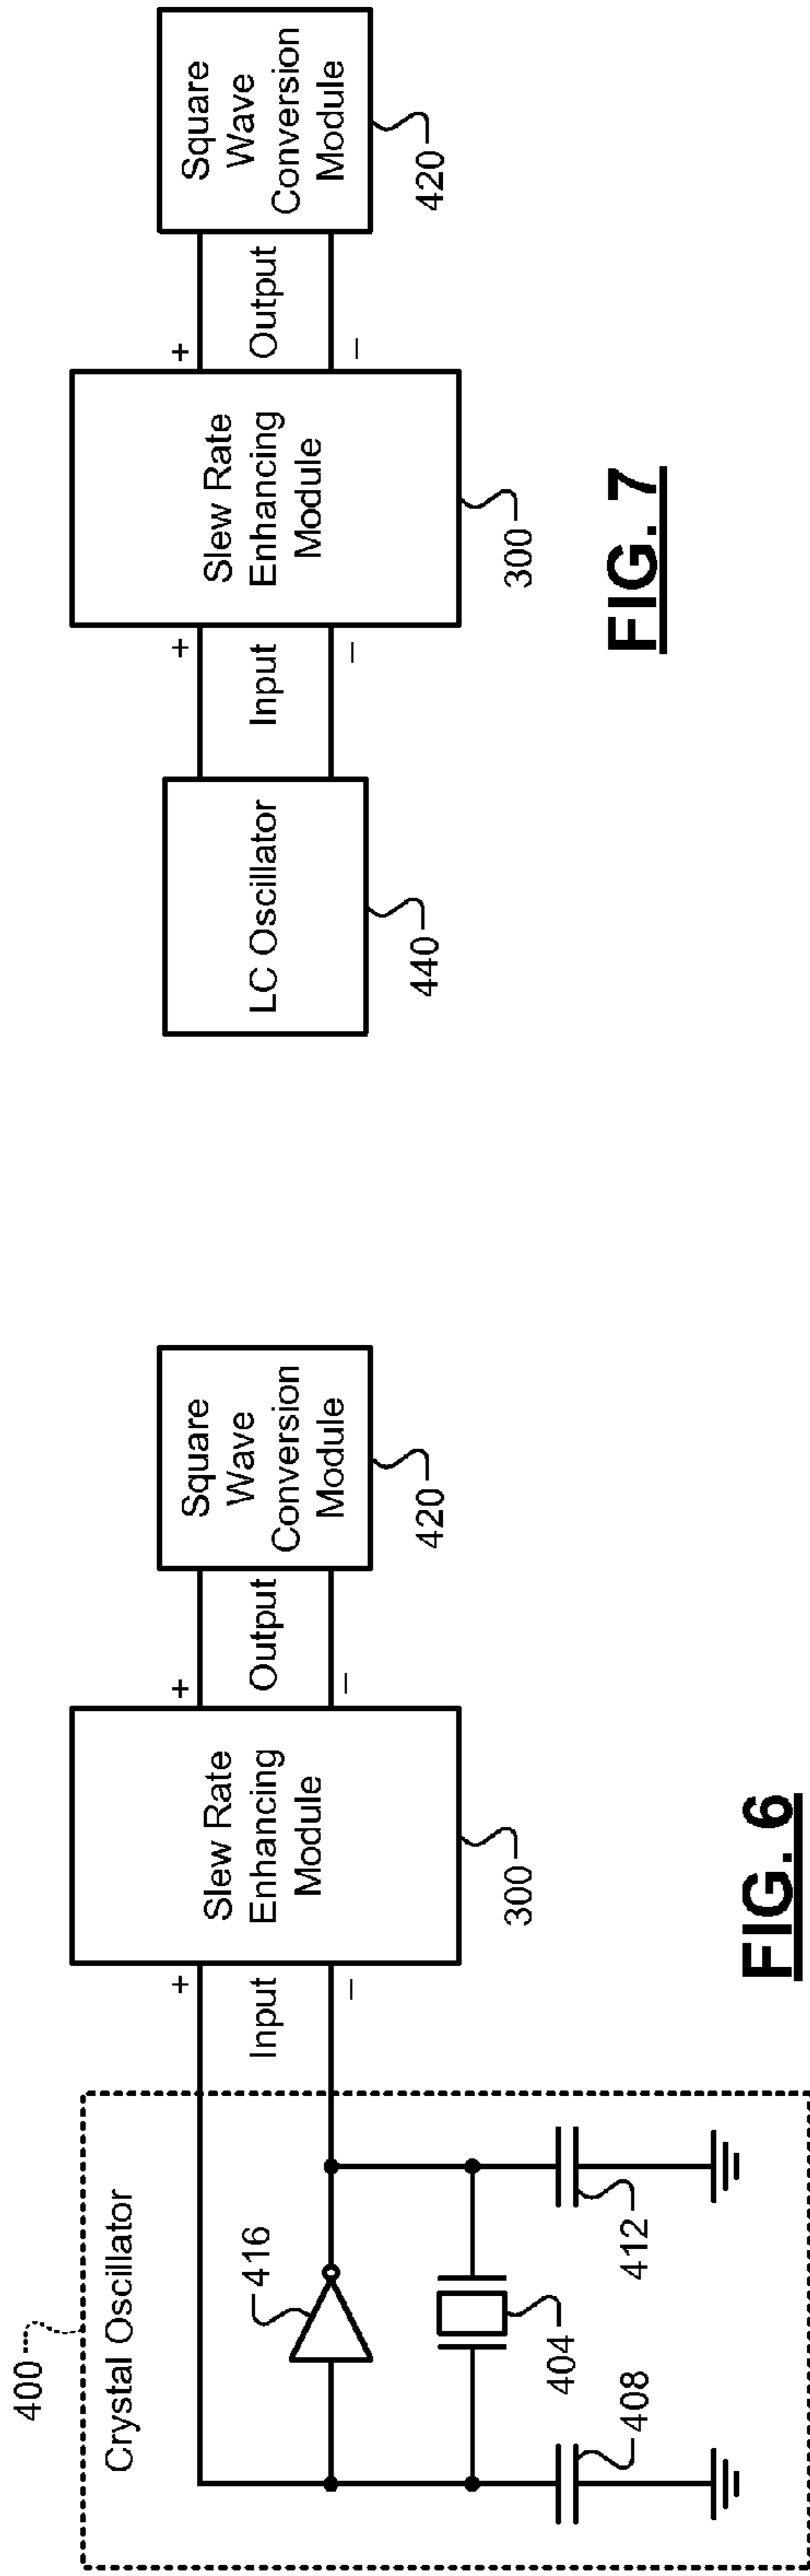 400
Crystal Oscillator
416
404
408
412
+
Input
–
Slew Rate
Enhancing
Module
300
+
Output
–
Square
Wave
Conversion
Module
420
FIG. 6
LC Oscillator
440
+
Input
–
Slew Rate
Enhancing
Module
300
+
Output
–
Square
Wave
Conversion
Module
420
FIG. 7